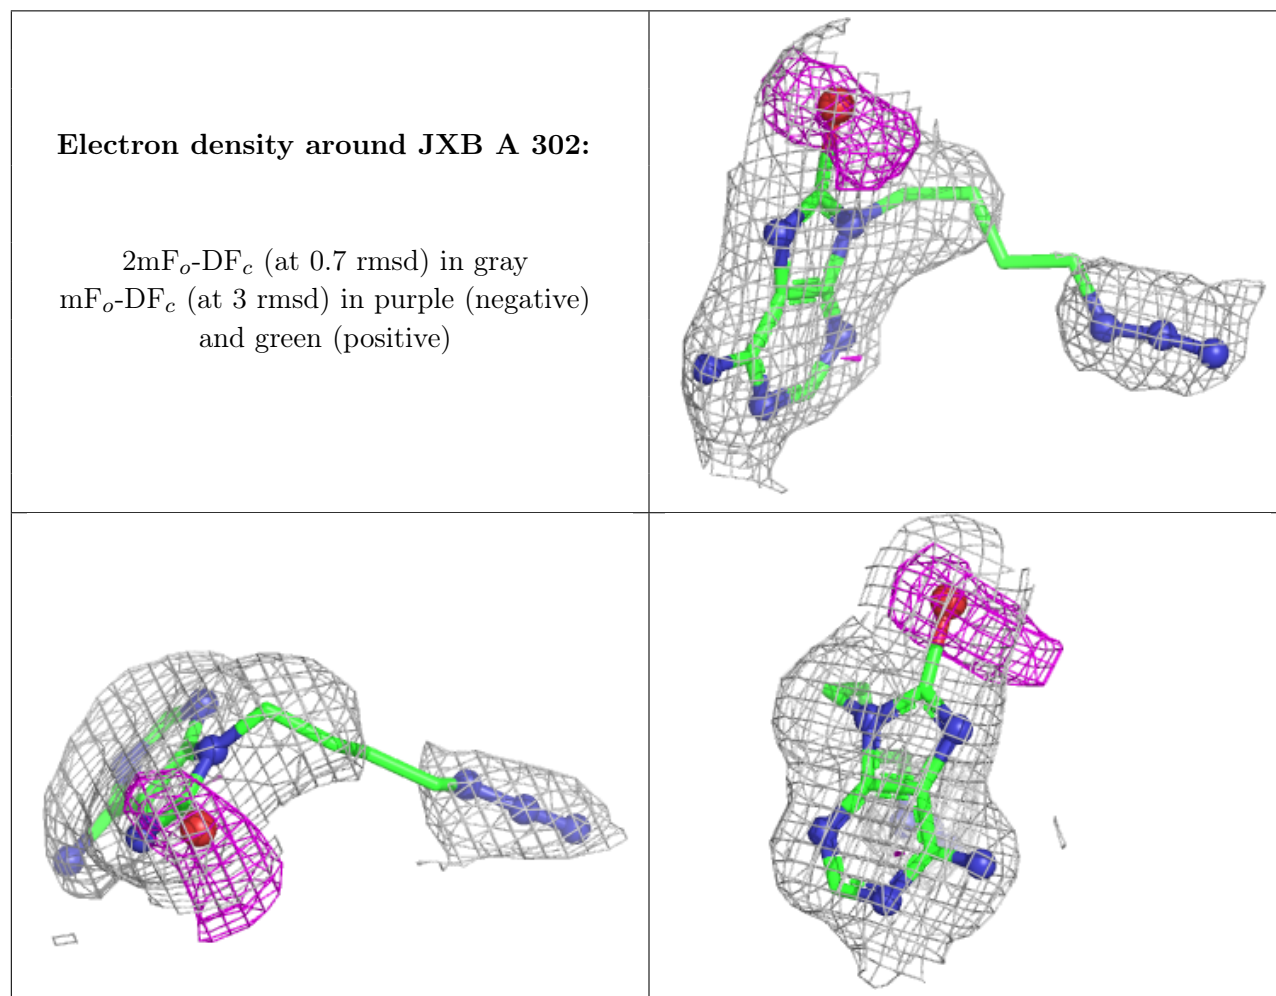 Electron density around JXB A 302:
2mFo-DFc (at 0.7 rmsd) in gray
mFo-DFc (at 3 rmsd) in purple (negative)
and green (positive)